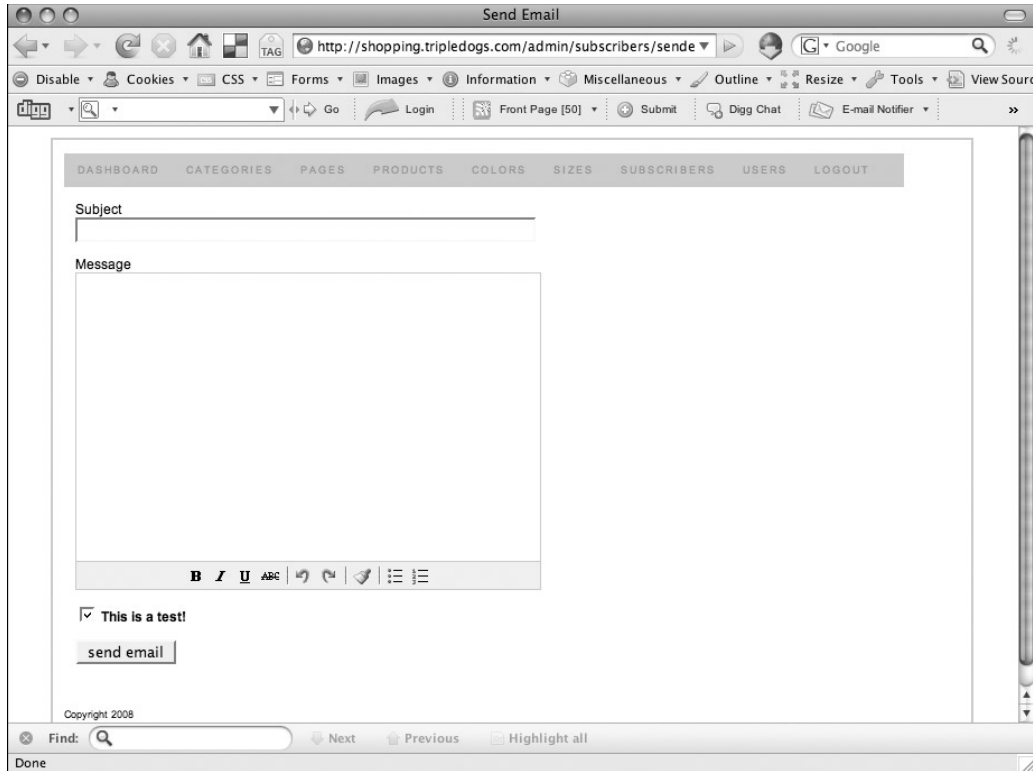 Send Email
TAG http://shopping.tripledogs.com/admin/subscribers/sende G Google
Disable Cookies CSS Forms Images Information Miscellaneous Outline Resize Tools View Sourc
digg Go Login Front Page [50] Submit Digg Chat E-mail Notifier »
DASHBOARD CATEGORIES PAGES PRODUCTS COLORS SIZES SUBSCRIBERS USERS LOGOUT
Subject
Message
B I U ABC
This is a test!
send email
Copyright 2008
Find: Next Previous Highlight all
Done